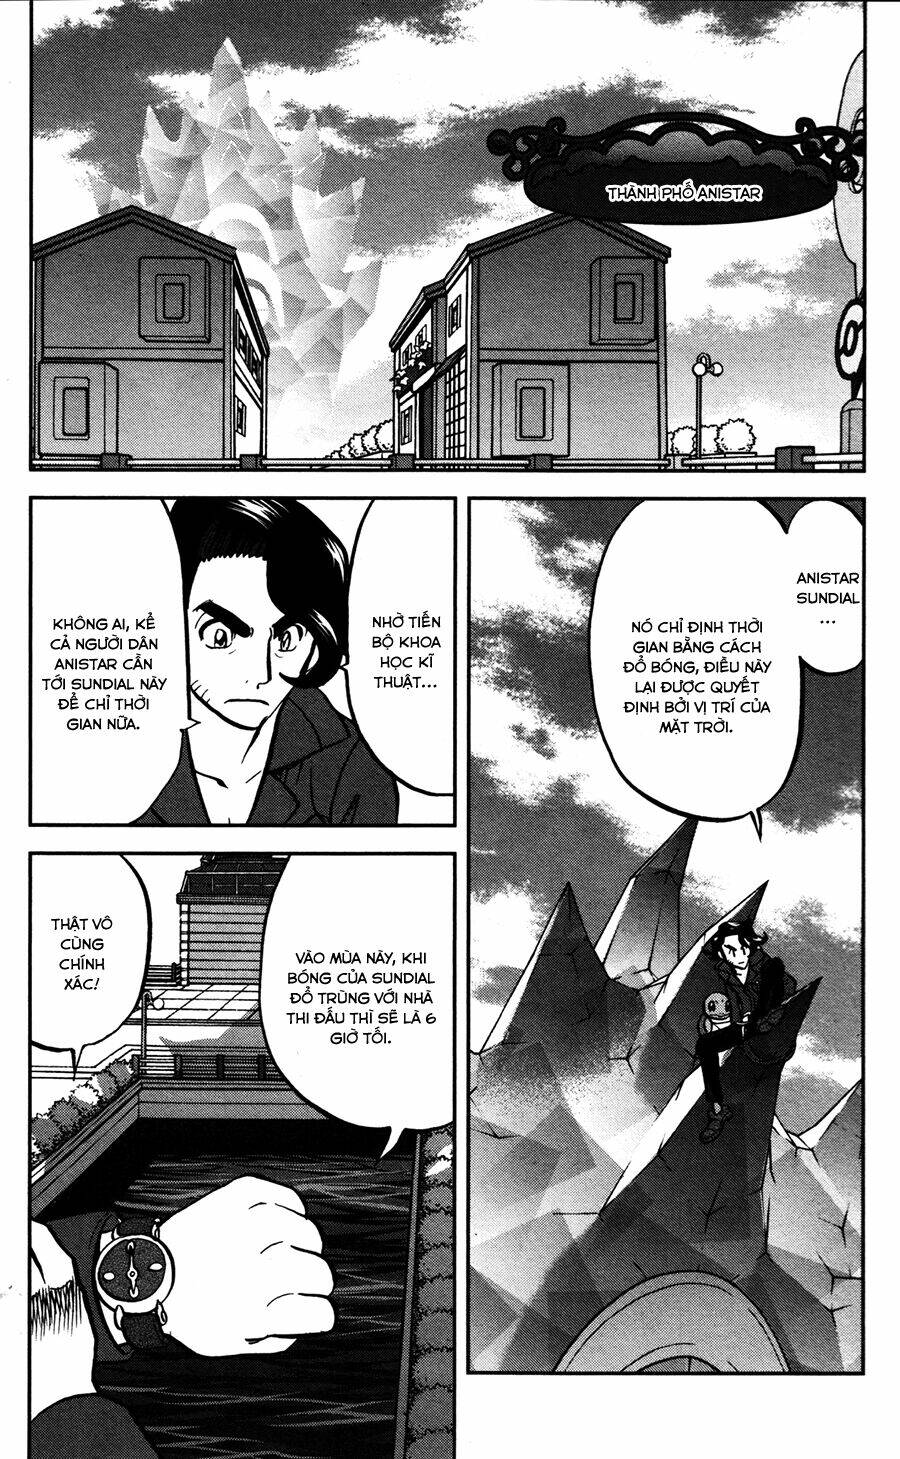 THÀNH PHỐ ANISTAR
ANISTAR
SUNDIAL
...
NÓ CHỈ ĐỊNH THỜI
GIAN BẰNG CÁCH
ĐỔ BÓNG, ĐIỀU NÀY
LẠI ĐƯỢC QUYẾT
ĐỊNH BỞI VỊ TRÍ CỦA
MẶT TRỜI.
NHỜ TIẾN
BỘ KHOA
HỌC KĨ
THUẬT...
KHÔNG AI, KỂ
CẢ NGƯỜI DÂN
ANISTAR CẦN
TỚI SUNDIAL NÀY
ĐỂ CHỈ THỜI
GIAN NỮA.
VÀO MÙA NÀY, KHI
BÓNG CỦA SUNDIAL
ĐỔ TRÙNG VỚI NHÀ
THI ĐẤU THÌ SẼ LÀ 6
GIỜ TỐI.
THẬT VÔ
CÙNG
CHÍNH
XÁC!